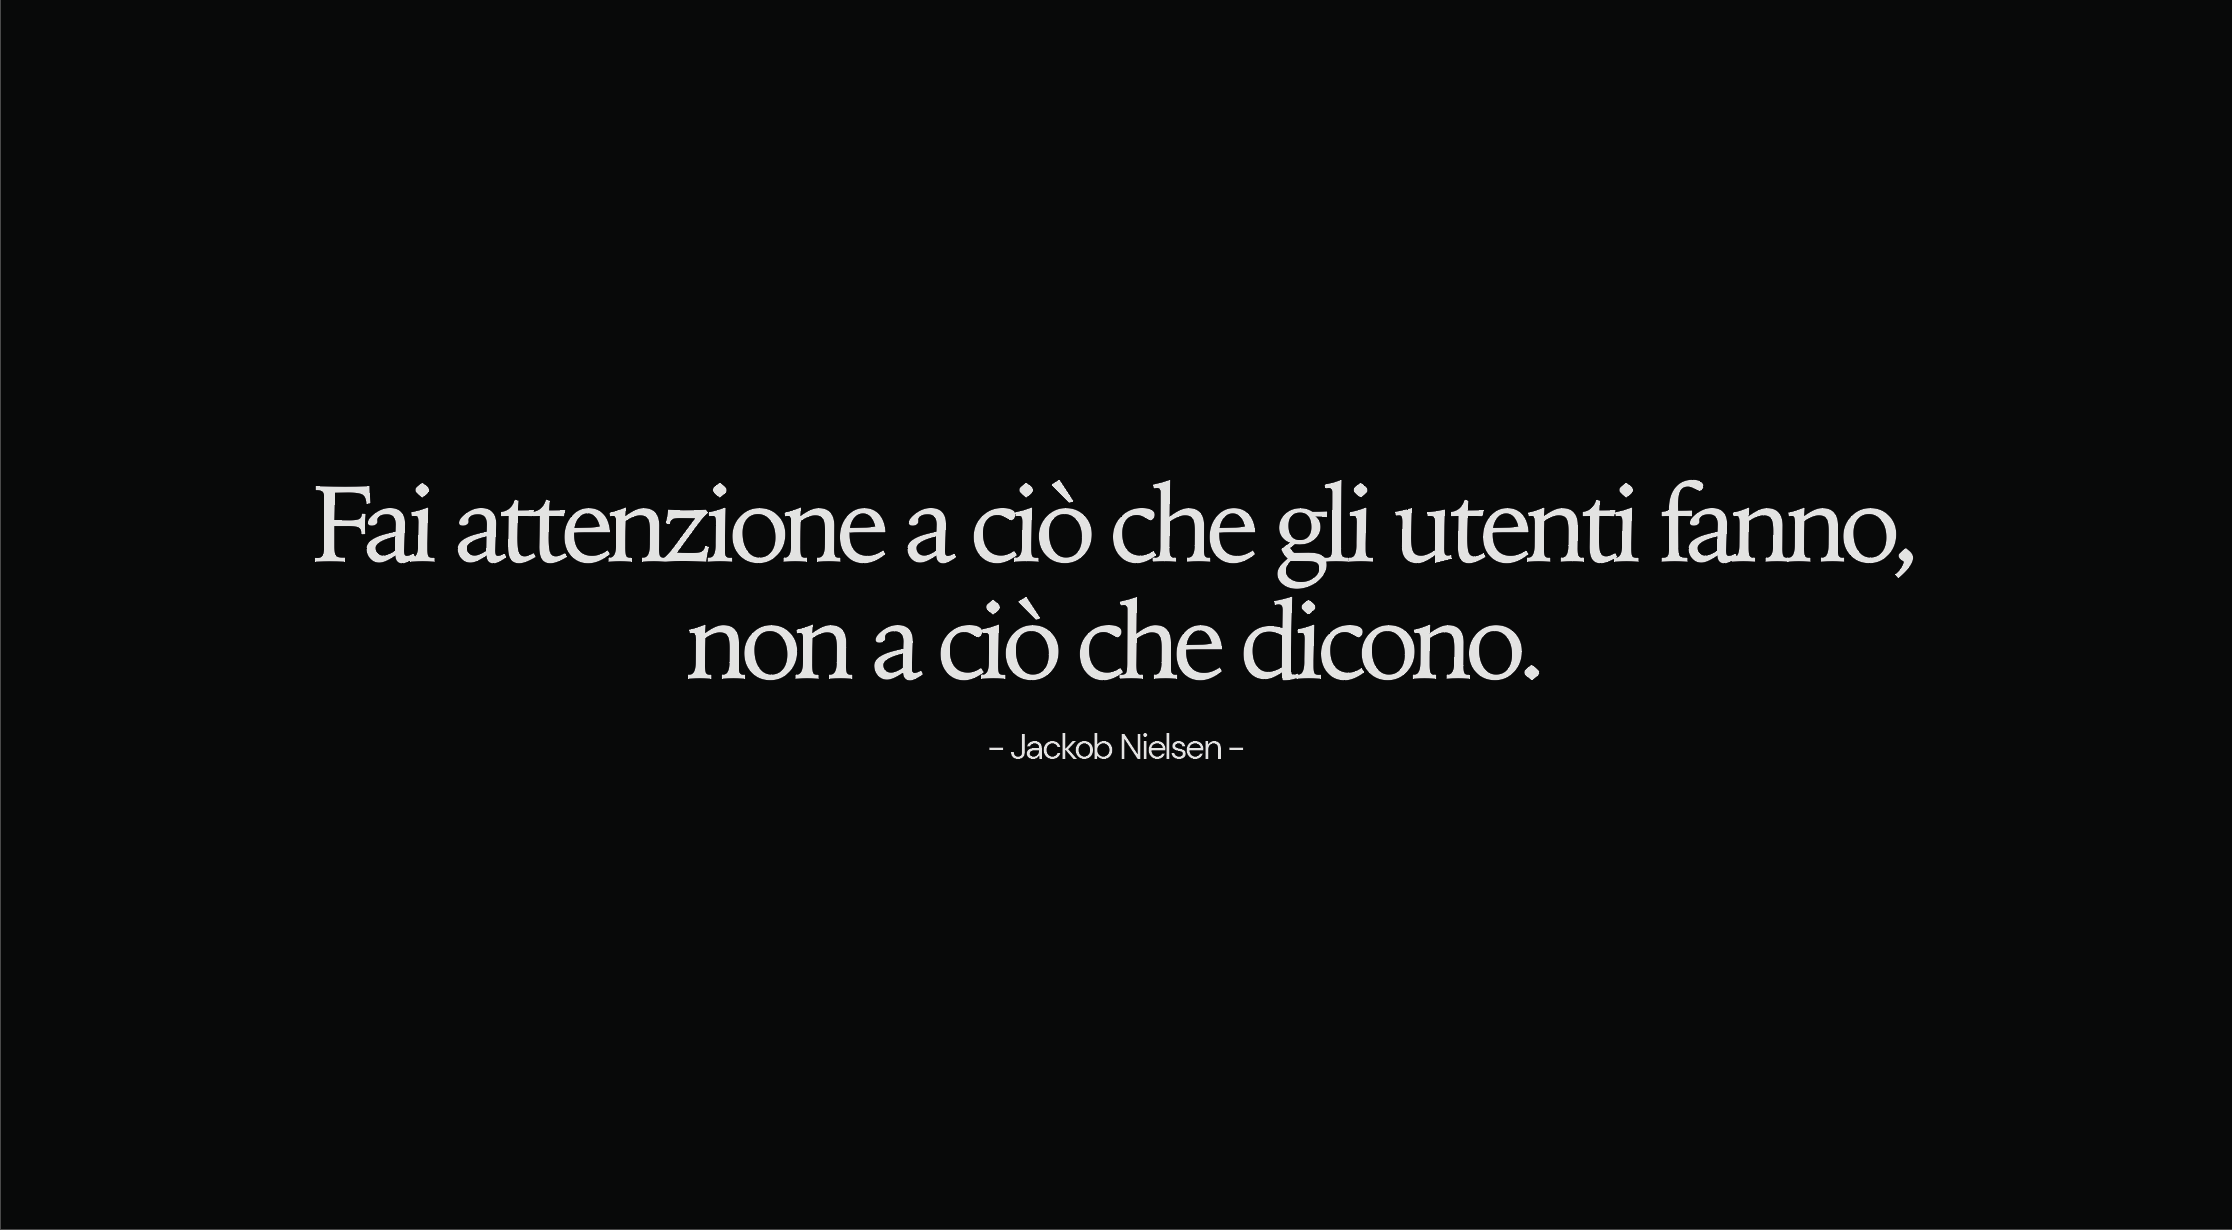 Fai attenzione a ciò che gli utenti fanno,
non a ciò che dicono.
- Jackob Nielsen -